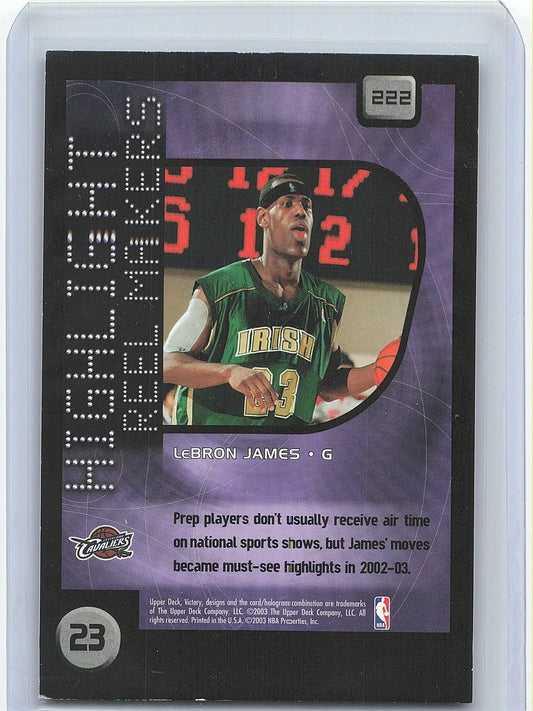 222
HIGHLIGHT
REEL MAKERS
IRISH
23
LeBRON JAMES • G
Prep players don't usually receive air time
on national sports shows, but James' moves
became must-see highlights in 2002-03.
CAVALIERS
Upper Deck, Victory, designs and the card/hologram combination are trademarks
of The Upper Deck Company, LLC. ©2003 The Upper Deck Company, LLC. All
rights reserved. Printed in the U.S.A. ©2003 NBA Properties, Inc.
NBA
23